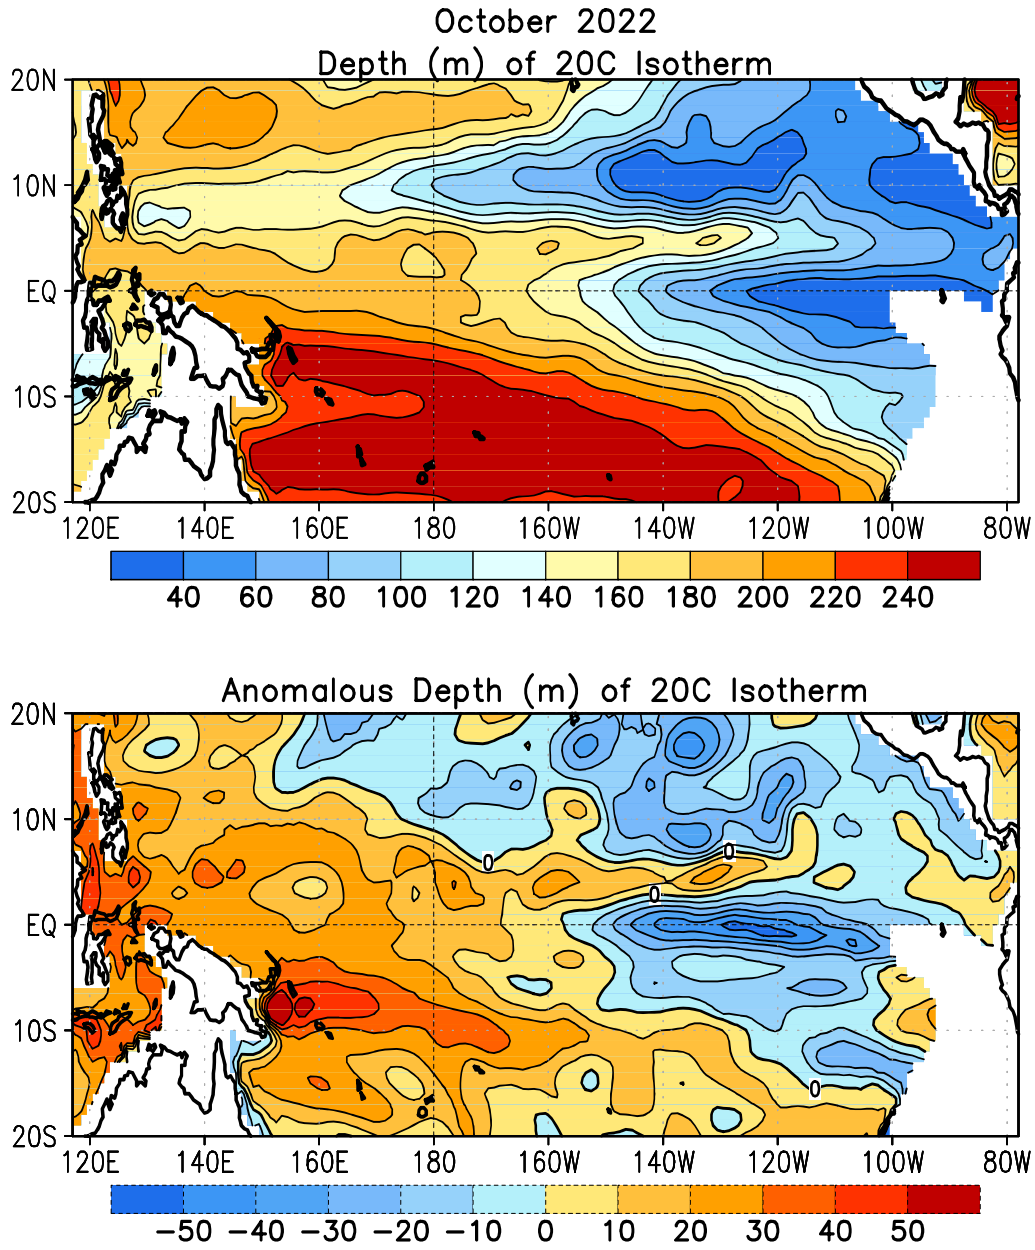 October 2022
Depth (m) of 20C Isotherm
20N
10N
EQ
10S
20S
120E 140E 160E 180 160W 140W 120W 100W 80W
40 60 80 100 120 140 160 180 200 220 240
Anomalous Depth (m) of 20C Isotherm
20N
10N
0
0
0
EQ
10S
0
20S
120E 140E 160E 180 160W 140W 120W 100W 80W
−50 −40 −30 −20 −10 0 10 20 30 40 50